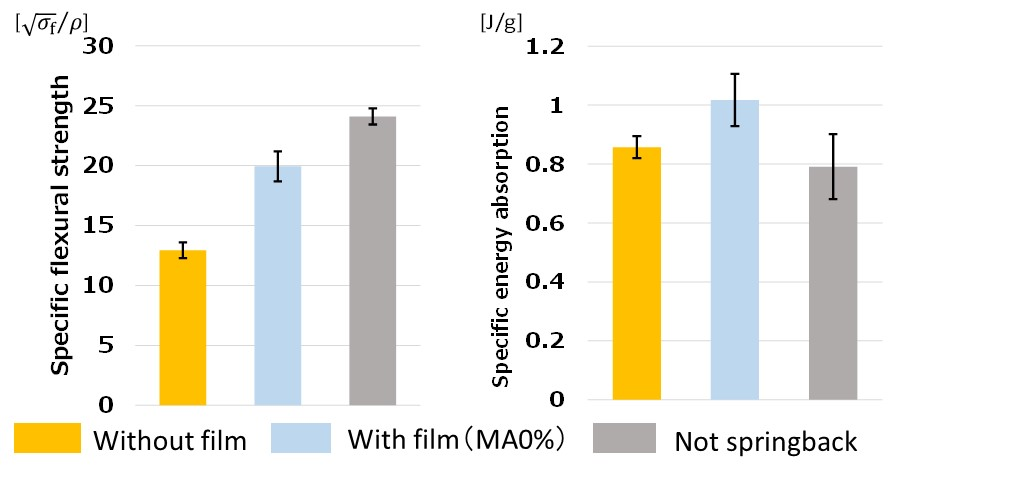 [√σf/ρ]
Specific flexural strength
30
25
20
15
10
5
0
[J/g]
Specific energy absorption
1.2
1
0.8
0.6
0.4
0.2
0
Without film
With film（MA0%）
Not springback